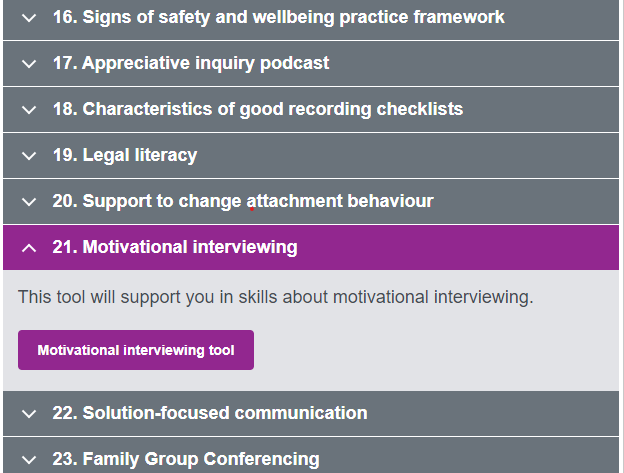 16. Signs of safety and wellbeing practice framework
17. Appreciative inquiry podcast
18. Characteristics of good recording checklists
19. Legal literacy
20. Support to change attachment behaviour
21. Motivational interviewing
This tool will support you in skills about motivational interviewing.
Motivational interviewing tool
22. Solution-focused communication
23. Family Group Conferencing